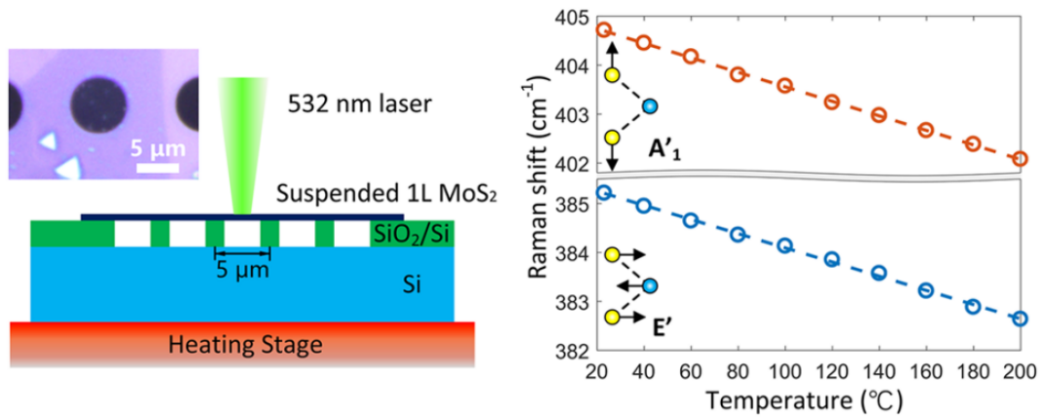 5 μm
532 nm laser
Suspended 1L MoS₂
SiO₂/Si
5 μm
Si
Heating Stage
Raman shift (cm⁻¹)
405
404
403
402
A'₁
385
384
383
382
E'
20 40 60 80 100 120 140 160 180 200
Temperature (℃)